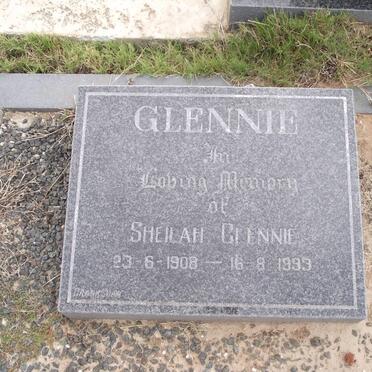 GLENNIE
In
Loving Memory
of
SHEILAH GLENNIE
23-6-1908 — 16-8-1993